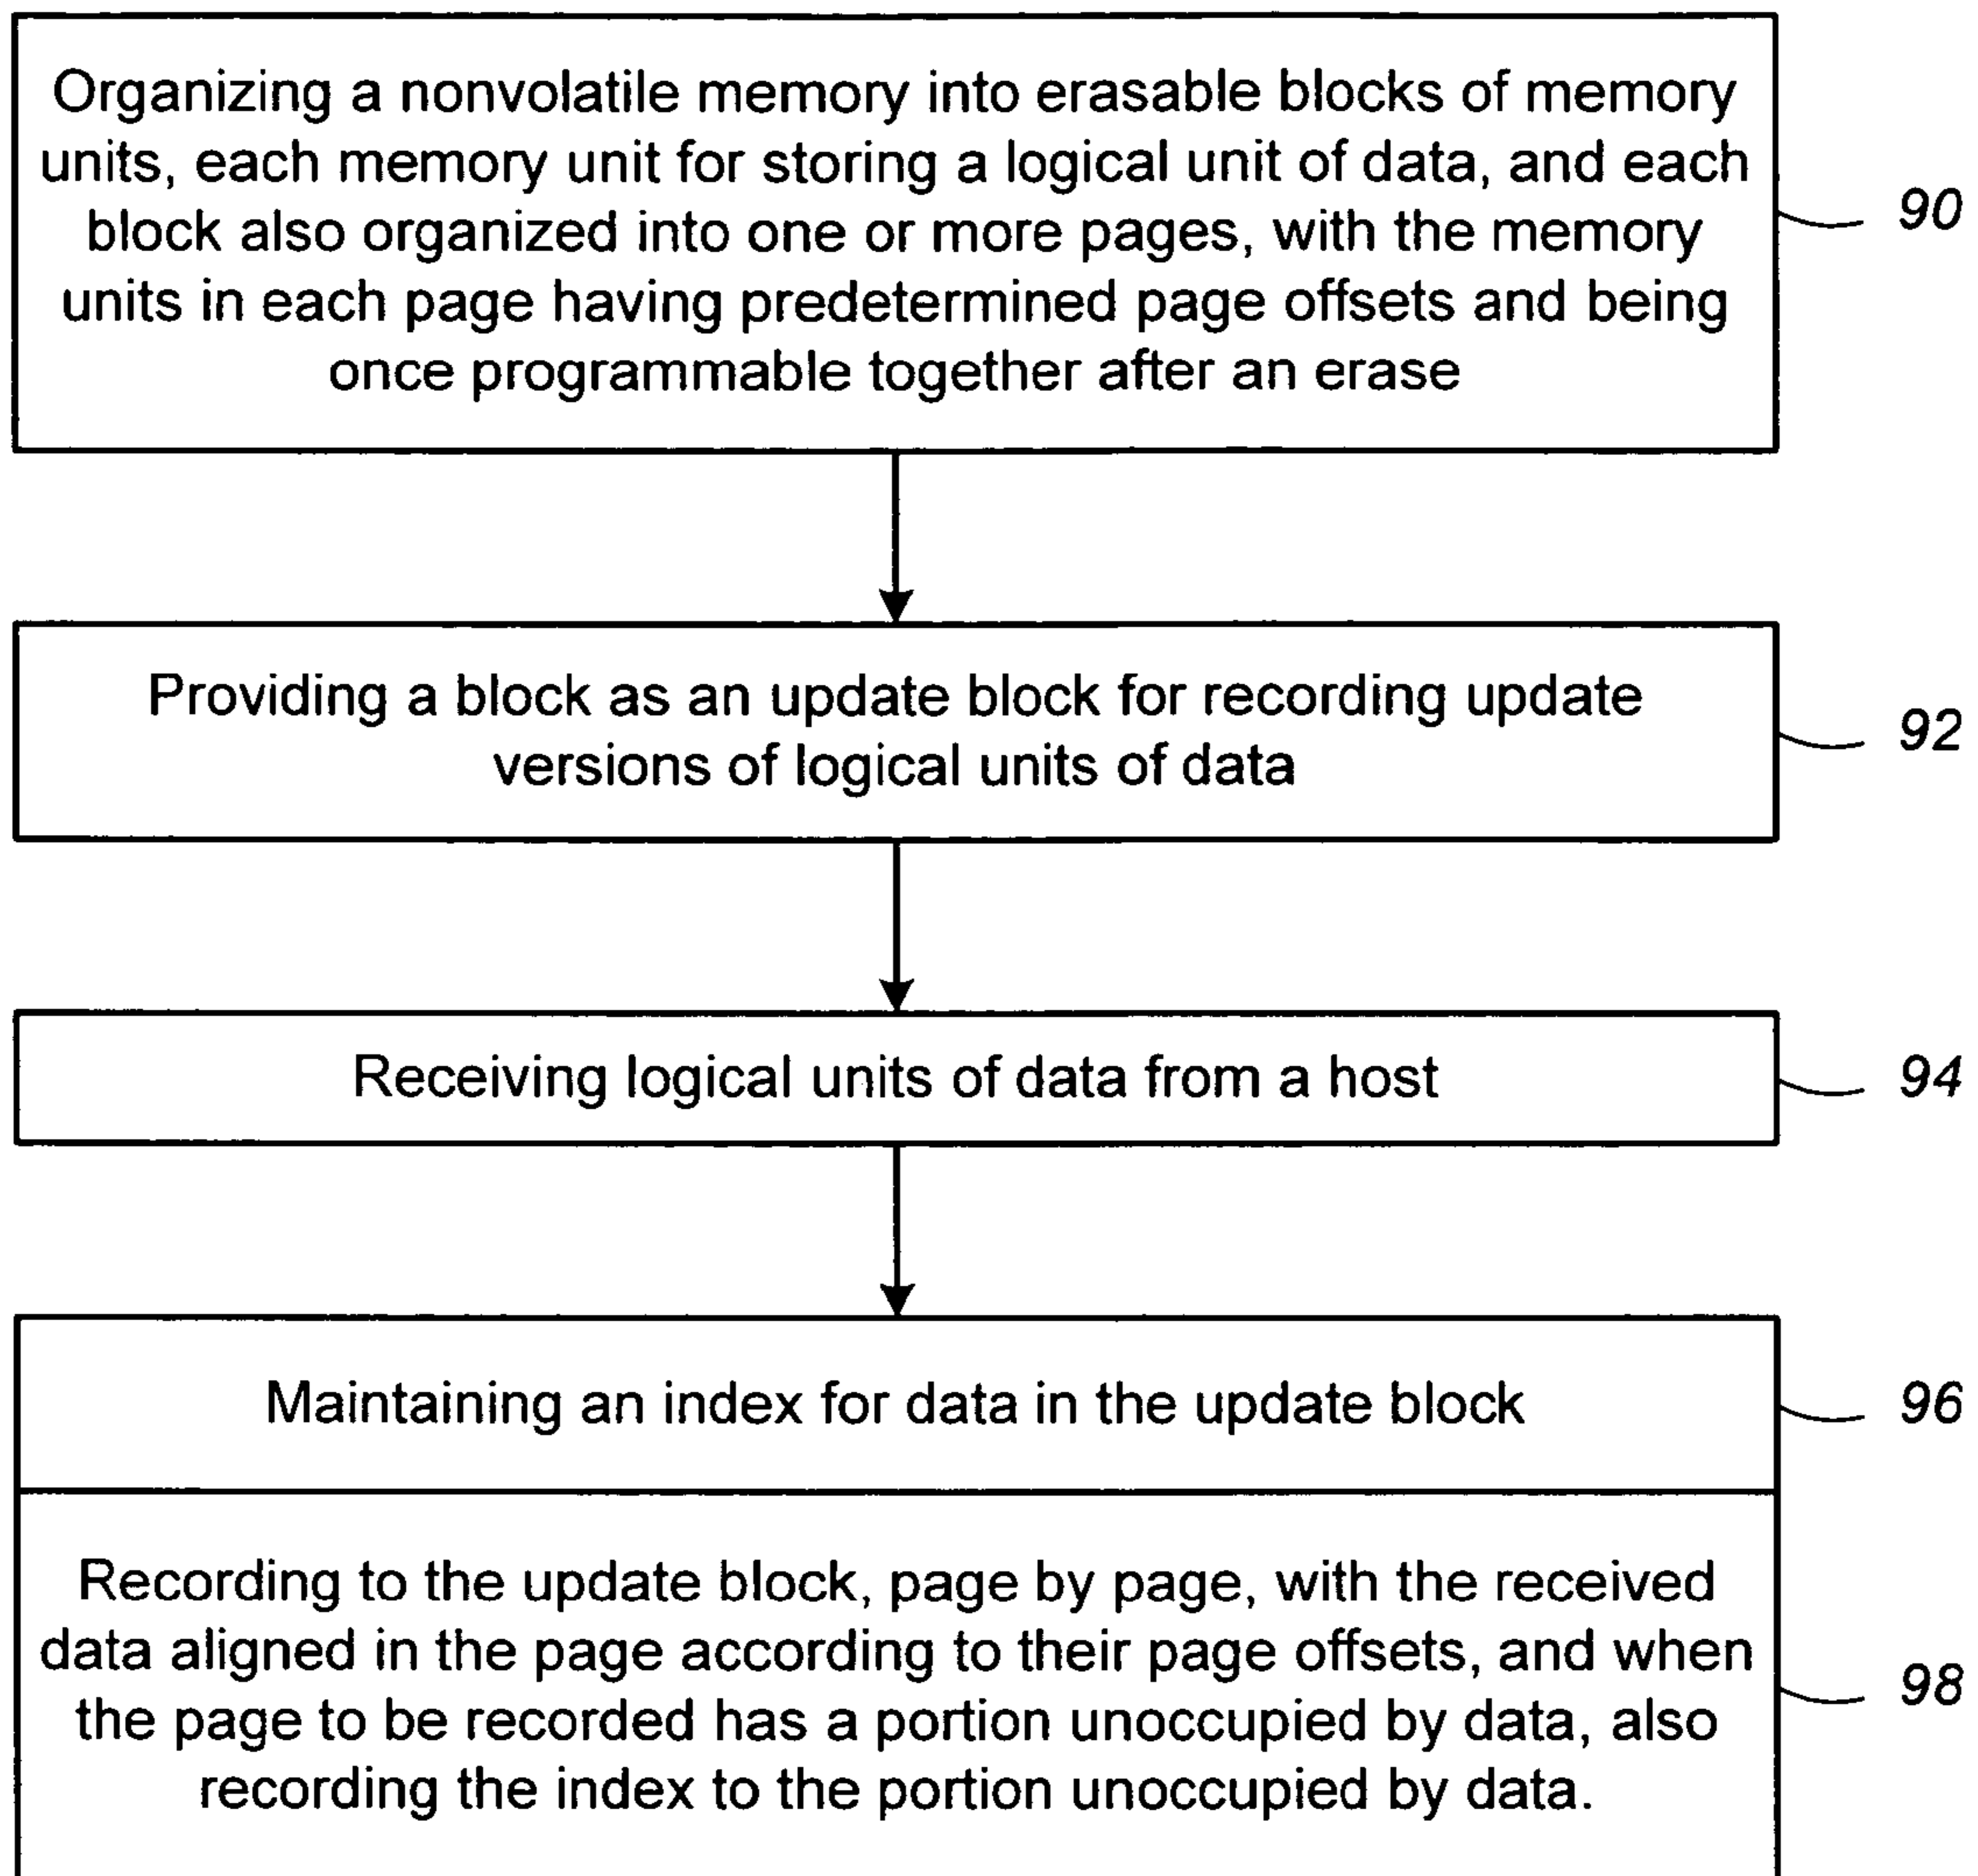 Organizing a nonvolatile memory into erasable blocks of memory
units, each memory unit for storing a logical unit of data, and each
block also organized into one or more pages, with the memory
units in each page having predetermined page offsets and being
once programmable together after an erase
90
Providing a block as an update block for recording update
versions of logical units of data
92
Receiving logical units of data from a host
94
Maintaining an index for data in the update block
96
Recording to the update block, page by page, with the received
data aligned in the page according to their page offsets, and when
the page to be recorded has a portion unoccupied by data, also
recording the index to the portion unoccupied by data.
98